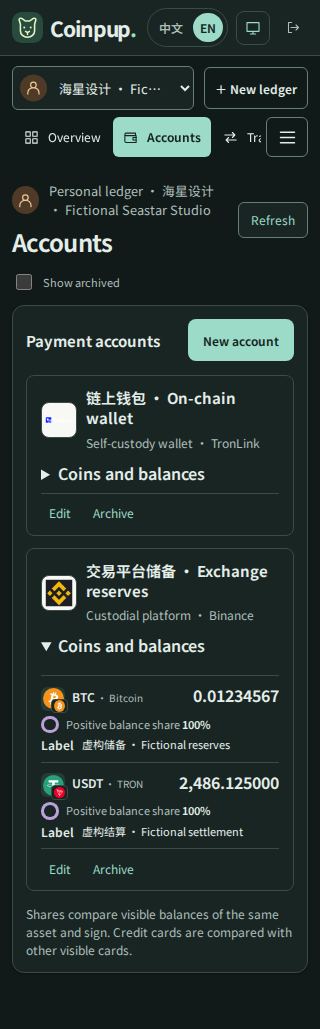 Coinpup.
中文
EN
海星设计 · Fic…
+ New ledger
Overview
Accounts
Personal ledger · 海星设计
· Fictional Seastar Studio
Refresh
Accounts
Show archived
Payment accounts
New account
链上钱包 · On-chain
wallet
Self-custody wallet · TronLink
Coins and balances
Edit
Archive
交易平台储备 · Exchange
reserves
Custodial platform · Binance
Coins and balances
BTC · Bitcoin
0.01234567
Positive balance share 100%
Label 虚构储备 · Fictional reserves
USDT · TRON
2,486.125000
Positive balance share 100%
Label 虚构结算 · Fictional settlement
Edit
Archive
Shares compare visible balances of the same
asset and sign. Credit cards are compared with
other visible cards.